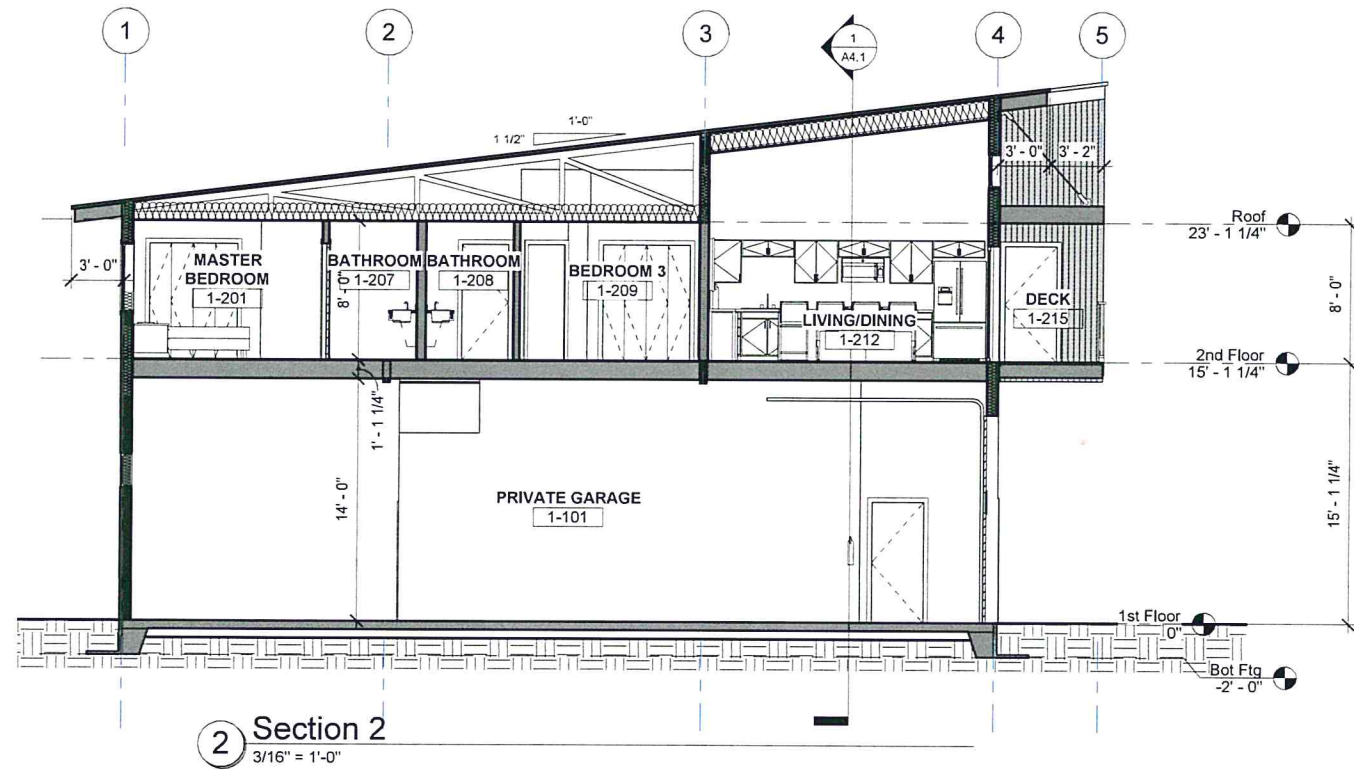 1
2
3
1
A4.1
4
5
1'-0"
1 1/2"
3' - 0"
3' - 2"
Roof
23' - 1 1/4"
3' - 0"
MASTER
BEDROOM
1-201
BATHROOM
1-207
8' - 0"
BATHROOM
1-208
BEDROOM 3
1-209
LIVING/DINING
1-212
DECK
1-215
8' - 0"
2nd Floor
15' - 1 1/4"
1' - 1 1/4"
14' - 0"
PRIVATE GARAGE
1-101
15' - 1 1/4"
1st Floor
0"
Bot Ftg
-2' - 0"
2
Section 2
3/16" = 1'-0"